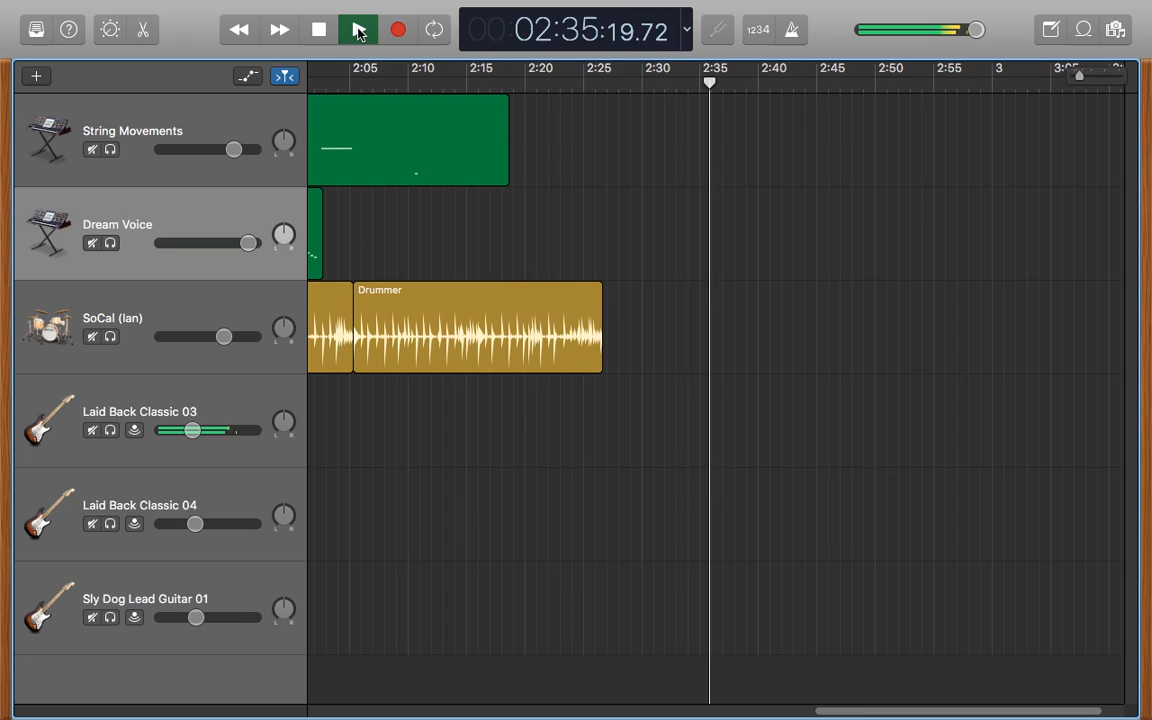 02:35:19.72
1234
2:05 2:10 2:15 2:20 2:25 2:30 2:35 2:40 2:45 2:50 2:55 3
String Movements
L R
Dream Voice
L R
Drummer
SoCal (Ian)
L R
Laid Back Classic 03
L R
Laid Back Classic 04
L R
Sly Dog Lead Guitar 01
L R